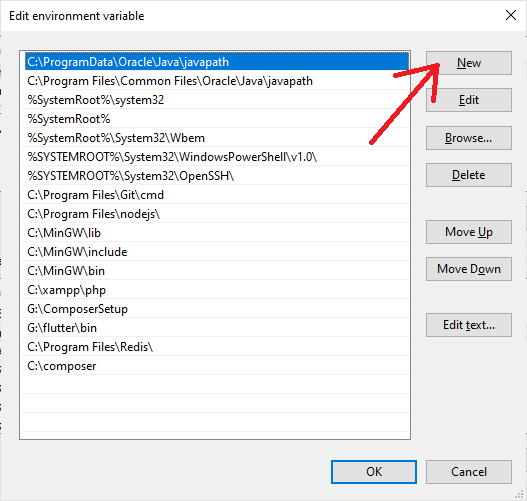 Edit environment variable
C:\ProgramData\Oracle\Java\javapath
C:\Program Files\Common Files\Oracle\Java\javapath
%SystemRoot%\system32
%SystemRoot%
%SystemRoot%\System32\Wbem
%SYSTEMROOT%\System32\WindowsPowerShell\v1.0\
%SYSTEMROOT%\System32\OpenSSH\
C:\Program Files\Git\cmd
C:\Program Files\nodejs\
C:\MinGW\lib
C:\MinGW\include
C:\MinGW\bin
C:\xampp\php
G:\ComposerSetup
G:\flutter\bin
C:\Program Files\Redis\
C:\composer
New
Edit
Browse...
Delete
Move Up
Move Down
Edit text...
OK
Cancel